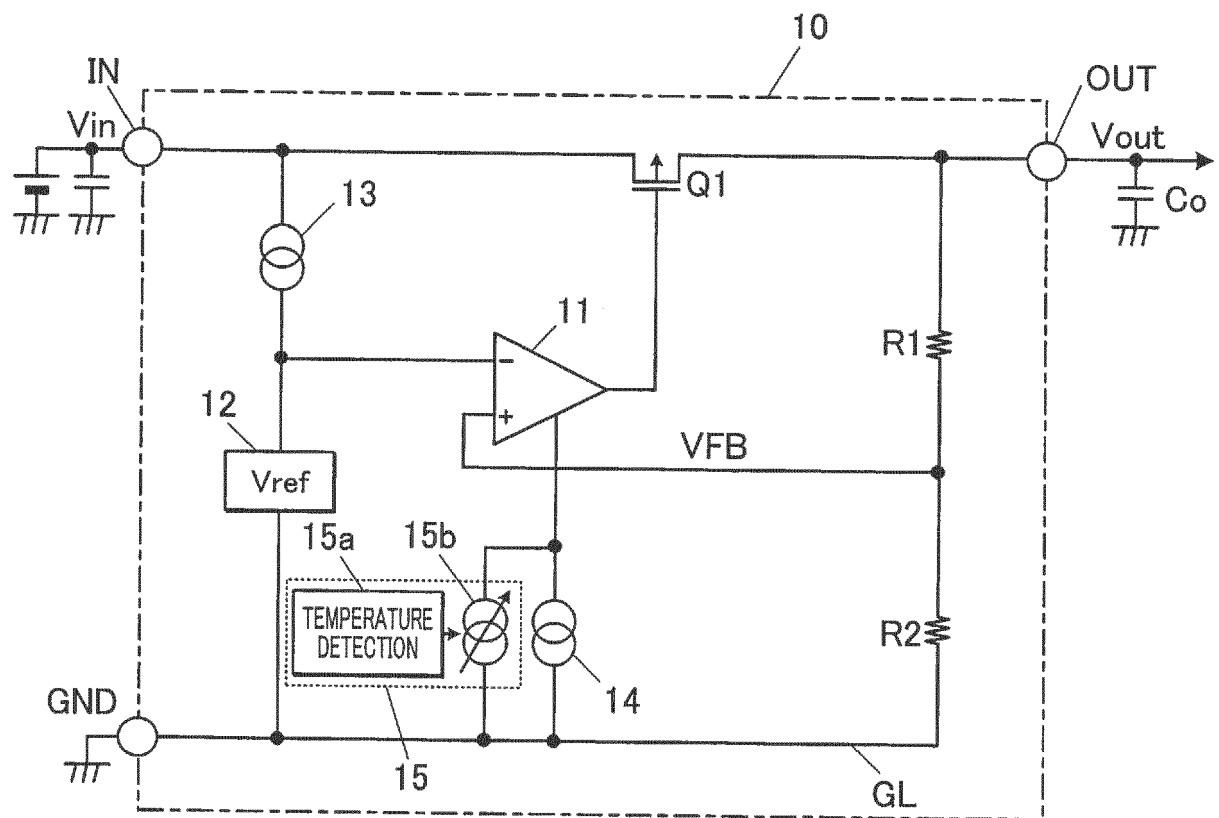 10
IN
OUT
Vin
Vout
13
Q1
Co
11
R1
−
12
+
VFB
Vref
15a
15b
TEMPERATURE
DETECTION
R2
GND
14
15
GL